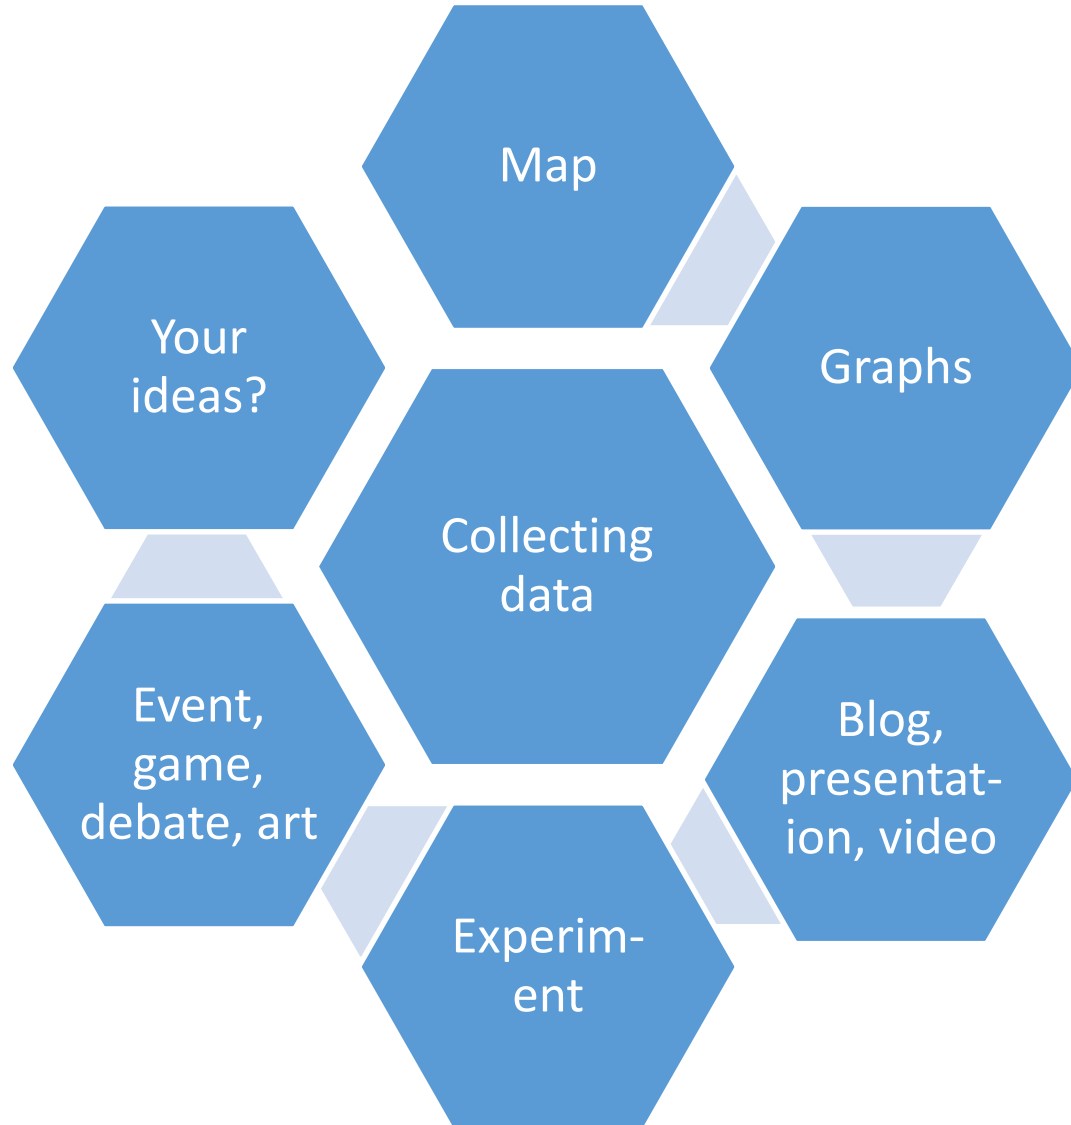 Map
Graphs
Your
ideas?
Collecting
data
Event,
game,
debate, art
Blog,
presentat-
ion, video
Experim-
ent